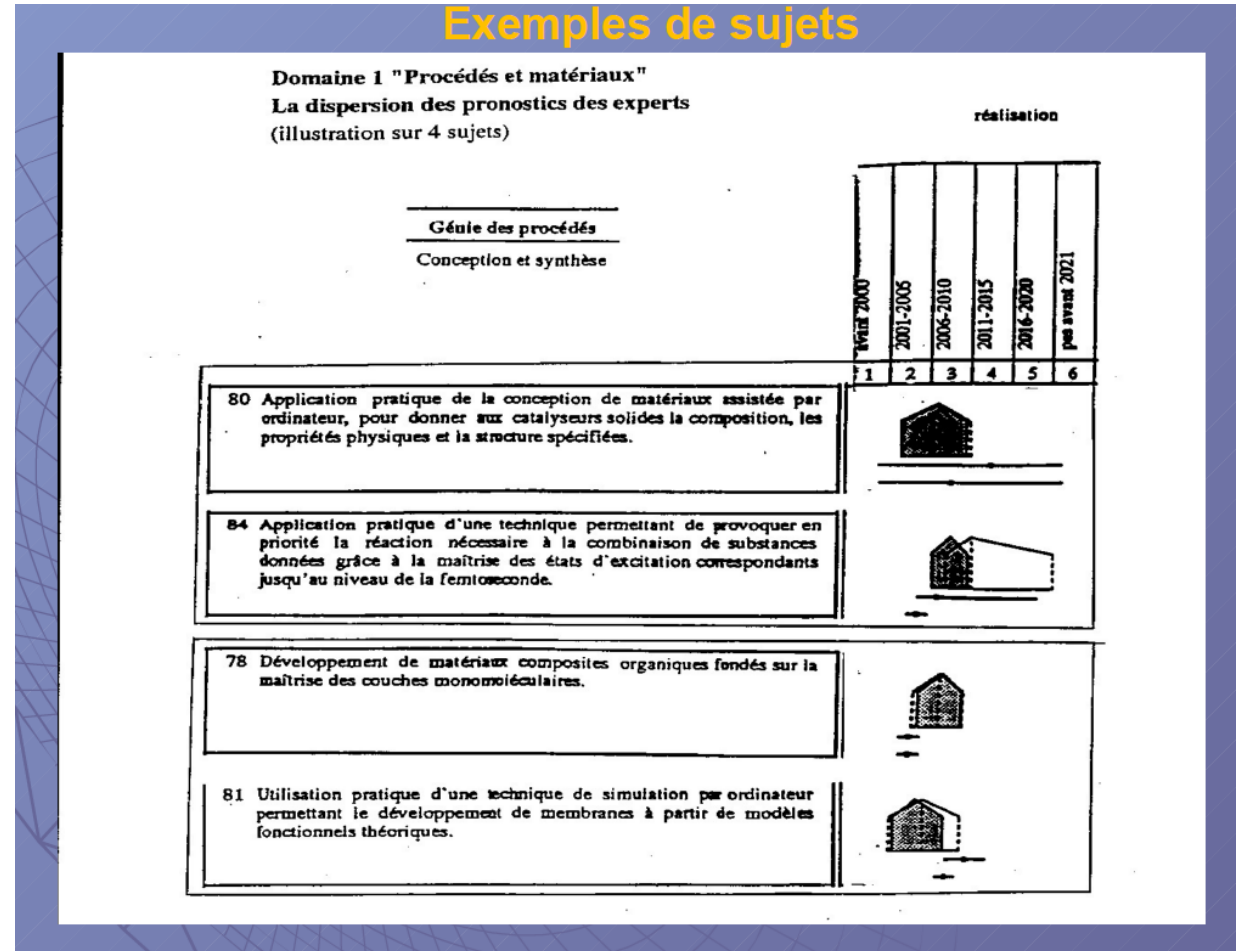 Exemples de sujets
Domaine 1 "Procédés et matériaux"
La dispersion des pronostics des experts
(illustration sur 4 sujets)
réalisation
Génie des procédés
Conception et synthèse
avant 2000
2001-2005
2006-2010
2011-2015
2016-2020
pas avant 2021
1 2 3 4 5 6
80 Application pratique de la conception de matériaux assistée par
ordinateur, pour donner aux catalyseurs solides la composition, les
propriétés physiques et la structure spécifiées.
84 Application pratique d'une technique permettant de provoquer en
priorité la réaction nécessaire à la combinaison de substances
données grâce à la maîtrise des états d'excitation correspondants
jusqu'au niveau de la femtoseconde.
78 Développement de matériaux composites organiques fondés sur la
maîtrise des couches monomoléculaires.
81 Utilisation pratique d'une technique de simulation par ordinateur
permettant le développement de membranes à partir de modèles
fonctionnels théoriques.